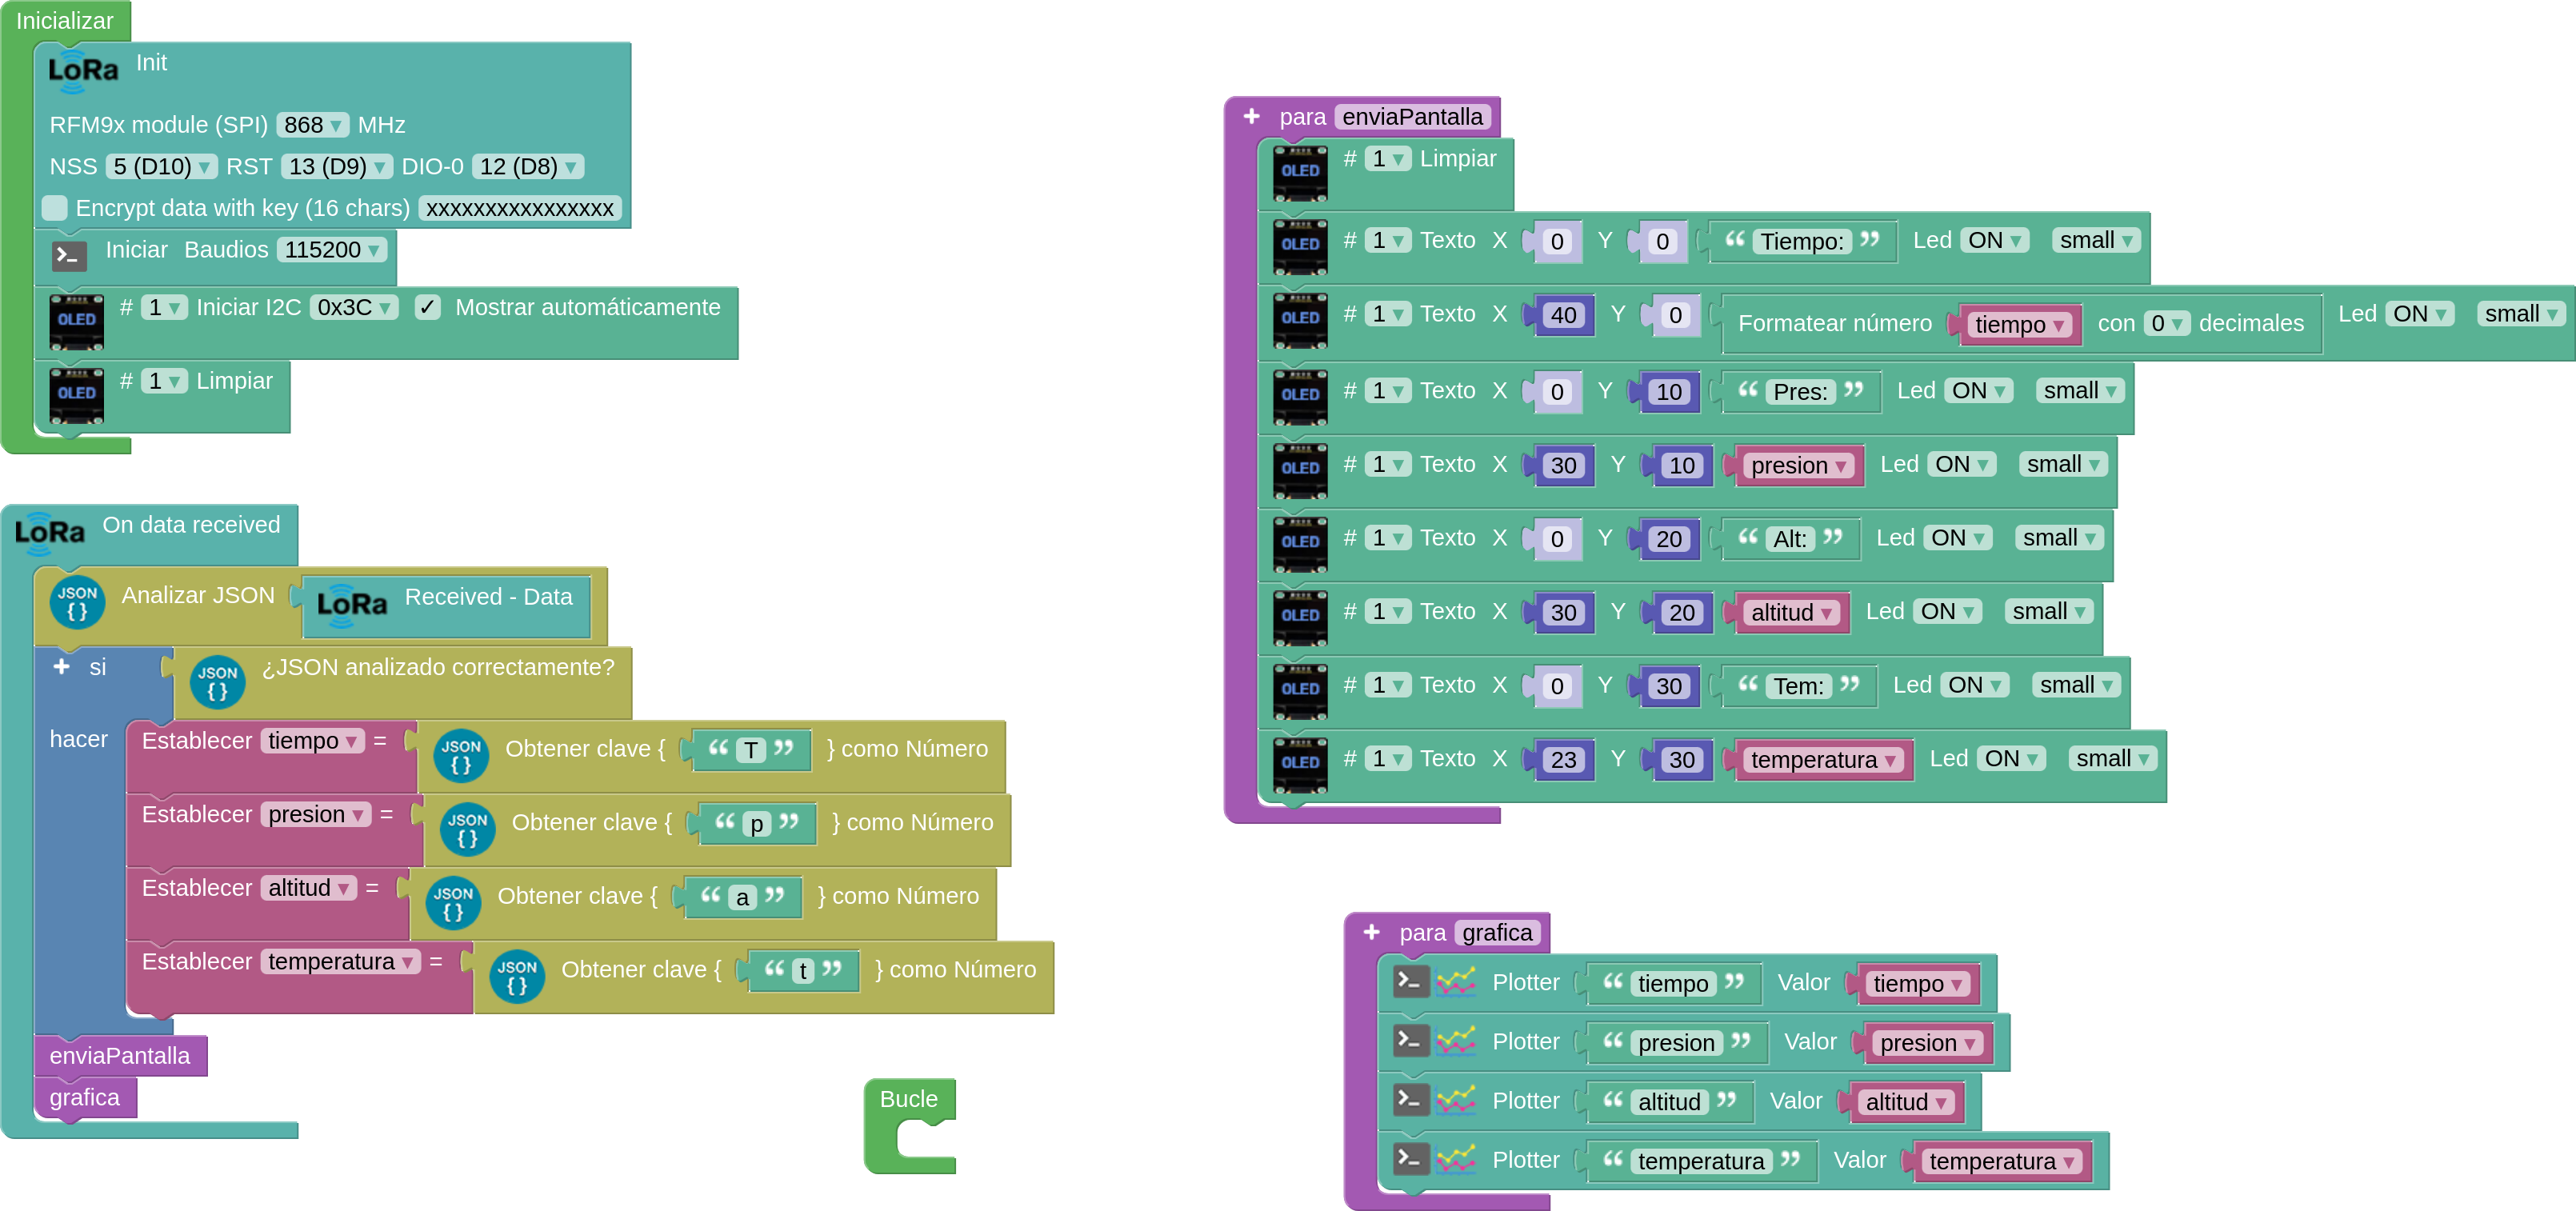 Inicializar
LoRa Init
RFM9x module (SPI) 868 ▾ MHz
NSS 5 (D10) ▾ RST 13 (D9) ▾ DIO-0 12 (D8) ▾
Encrypt data with key (16 chars) xxxxxxxxxxxxxxxx
Iniciar Baudios 115200 ▾
OLED # 1 ▾ Iniciar I2C 0x3C ▾ ✓ Mostrar automáticamente
OLED # 1 ▾ Limpiar
LoRa On data received
JSON { } Analizar JSON LoRa Received - Data
+ si JSON { } ¿JSON analizado correctamente?
hacer Establecer tiempo ▾ = JSON { } Obtener clave { “ T ” } como Número
Establecer presion ▾ = JSON { } Obtener clave { “ p ” } como Número
Establecer altitud ▾ = JSON { } Obtener clave { “ a ” } como Número
Establecer temperatura ▾ = JSON { } Obtener clave { “ t ” } como Número
enviaPantalla
grafica
Bucle
+ para enviaPantalla
OLED # 1 ▾ Limpiar
OLED # 1 ▾ Texto X 0 Y 0 “ Tiempo: ” Led ON ▾ small ▾
OLED # 1 ▾ Texto X 40 Y 0 Formatear número tiempo ▾ con 0 ▾ decimales Led ON ▾ small ▾
OLED # 1 ▾ Texto X 0 Y 10 “ Pres: ” Led ON ▾ small ▾
OLED # 1 ▾ Texto X 30 Y 10 presion ▾ Led ON ▾ small ▾
OLED # 1 ▾ Texto X 0 Y 20 “ Alt: ” Led ON ▾ small ▾
OLED # 1 ▾ Texto X 30 Y 20 altitud ▾ Led ON ▾ small ▾
OLED # 1 ▾ Texto X 0 Y 30 “ Tem: ” Led ON ▾ small ▾
OLED # 1 ▾ Texto X 23 Y 30 temperatura ▾ Led ON ▾ small ▾
+ para grafica
Plotter “ tiempo ” Valor tiempo ▾
Plotter “ presion ” Valor presion ▾
Plotter “ altitud ” Valor altitud ▾
Plotter “ temperatura ” Valor temperatura ▾